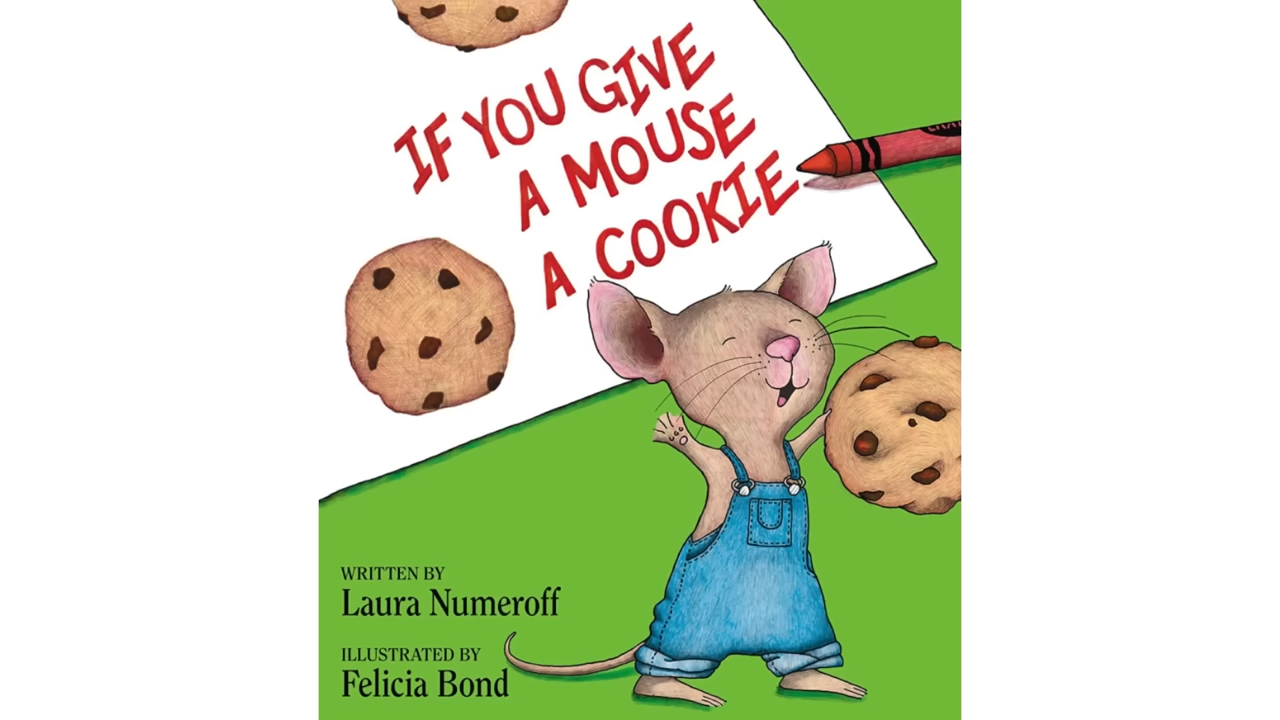 IF YOU GIVE
A MOUSE
A COOKIE
WRITTEN BY
Laura Numeroff
ILLUSTRATED BY
Felicia Bond